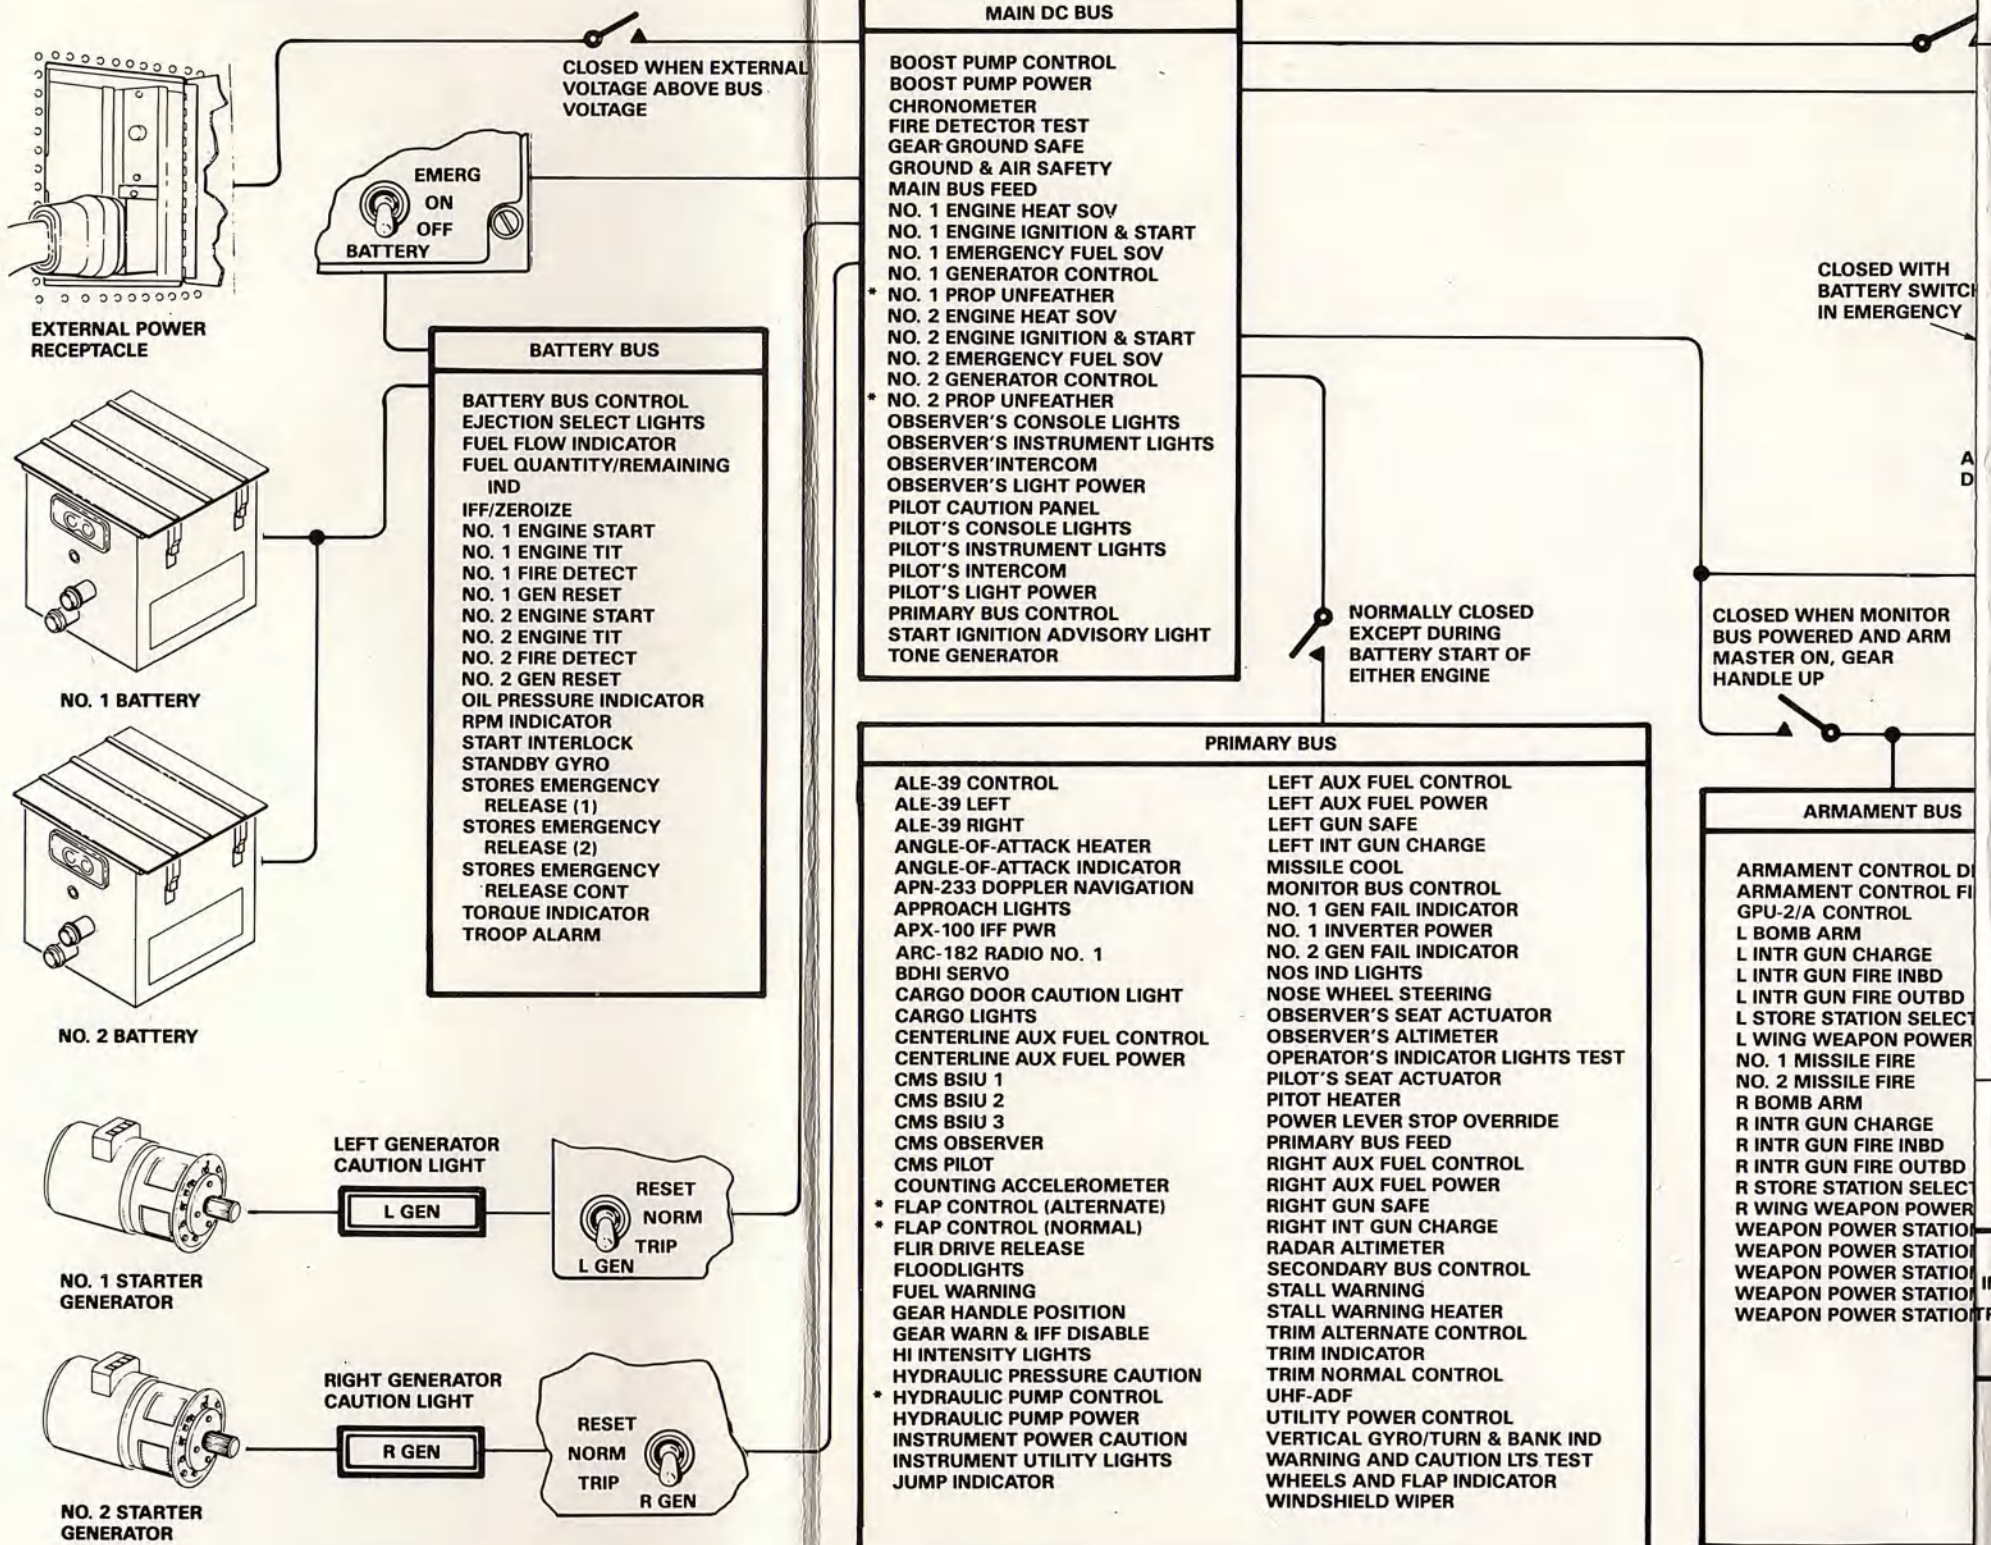 MAIN DC BUS
BOOST PUMP CONTROL
BOOST PUMP POWER
CHRONOMETER
FIRE DETECTOR TEST
GEAR GROUND SAFE
GROUND & AIR SAFETY
MAIN BUS FEED
NO. 1 ENGINE HEAT SOV
NO. 1 ENGINE IGNITION & START
NO. 1 EMERGENCY FUEL SOV
NO. 1 GENERATOR CONTROL
* NO. 1 PROP UNFEATHER
NO. 2 ENGINE HEAT SOV
NO. 2 ENGINE IGNITION & START
NO. 2 EMERGENCY FUEL SOV
NO. 2 GENERATOR CONTROL
* NO. 2 PROP UNFEATHER
OBSERVER'S CONSOLE LIGHTS
OBSERVER'S INSTRUMENT LIGHTS
OBSERVER'INTERCOM
OBSERVER'S LIGHT POWER
PILOT CAUTION PANEL
PILOT'S CONSOLE LIGHTS
PILOT'S INSTRUMENT LIGHTS
PILOT'S INTERCOM
PILOT'S LIGHT POWER
PRIMARY BUS CONTROL
START IGNITION ADVISORY LIGHT
TONE GENERATOR
CLOSED WHEN EXTERNAL
VOLTAGE ABOVE BUS
VOLTAGE
EMERG
ON
OFF
BATTERY
EXTERNAL POWER
RECEPTACLE
BATTERY BUS
BATTERY BUS CONTROL
EJECTION SELECT LIGHTS
FUEL FLOW INDICATOR
FUEL QUANTITY/REMAINING
IND
IFF/ZEROIZE
NO. 1 ENGINE START
NO. 1 ENGINE TIT
NO. 1 FIRE DETECT
NO. 1 GEN RESET
NO. 2 ENGINE START
NO. 2 ENGINE TIT
NO. 2 FIRE DETECT
NO. 2 GEN RESET
OIL PRESSURE INDICATOR
RPM INDICATOR
START INTERLOCK
STANDBY GYRO
STORES EMERGENCY
RELEASE (1)
STORES EMERGENCY
RELEASE (2)
STORES EMERGENCY
RELEASE CONT
TORQUE INDICATOR
TROOP ALARM
NO. 1 BATTERY
NO. 2 BATTERY
LEFT GENERATOR
CAUTION LIGHT
L GEN
RESET
NORM
TRIP
L GEN
NO. 1 STARTER
GENERATOR
RIGHT GENERATOR
CAUTION LIGHT
R GEN
RESET
NORM
TRIP
R GEN
NO. 2 STARTER
GENERATOR
NORMALLY CLOSED
EXCEPT DURING
BATTERY START OF
EITHER ENGINE
PRIMARY BUS
ALE-39 CONTROL
ALE-39 LEFT
ALE-39 RIGHT
ANGLE-OF-ATTACK HEATER
ANGLE-OF-ATTACK INDICATOR
APN-233 DOPPLER NAVIGATION
APPROACH LIGHTS
APX-100 IFF PWR
ARC-182 RADIO NO. 1
BDHI SERVO
CARGO DOOR CAUTION LIGHT
CARGO LIGHTS
CENTERLINE AUX FUEL CONTROL
CENTERLINE AUX FUEL POWER
CMS BSIU 1
CMS BSIU 2
CMS BSIU 3
CMS OBSERVER
CMS PILOT
COUNTING ACCELEROMETER
* FLAP CONTROL (ALTERNATE)
* FLAP CONTROL (NORMAL)
FLIR DRIVE RELEASE
FLOODLIGHTS
FUEL WARNING
GEAR HANDLE POSITION
GEAR WARN & IFF DISABLE
HI INTENSITY LIGHTS
HYDRAULIC PRESSURE CAUTION
* HYDRAULIC PUMP CONTROL
HYDRAULIC PUMP POWER
INSTRUMENT POWER CAUTION
INSTRUMENT UTILITY LIGHTS
JUMP INDICATOR
LEFT AUX FUEL CONTROL
LEFT AUX FUEL POWER
LEFT GUN SAFE
LEFT INT GUN CHARGE
MISSILE COOL
MONITOR BUS CONTROL
NO. 1 GEN FAIL INDICATOR
NO. 1 INVERTER POWER
NO. 2 GEN FAIL INDICATOR
NOS IND LIGHTS
NOSE WHEEL STEERING
OBSERVER'S SEAT ACTUATOR
OBSERVER'S ALTIMETER
OPERATOR'S INDICATOR LIGHTS TEST
PILOT'S SEAT ACTUATOR
PITOT HEATER
POWER LEVER STOP OVERRIDE
PRIMARY BUS FEED
RIGHT AUX FUEL CONTROL
RIGHT AUX FUEL POWER
RIGHT GUN SAFE
RIGHT INT GUN CHARGE
RADAR ALTIMETER
SECONDARY BUS CONTROL
STALL WARNING
STALL WARNING HEATER
TRIM ALTERNATE CONTROL
TRIM INDICATOR
TRIM NORMAL CONTROL
UHF-ADF
UTILITY POWER CONTROL
VERTICAL GYRO/TURN & BANK IND
WARNING AND CAUTION LTS TEST
WHEELS AND FLAP INDICATOR
WINDSHIELD WIPER
CLOSED WITH
BATTERY SWITCH
IN EMERGENCY
CLOSED WHEN MONITOR
BUS POWERED AND ARM
MASTER ON, GEAR
HANDLE UP
ARMAMENT BUS
ARMAMENT CONTROL
ARMAMENT CONTROL
GPU-2/A CONTROL
L BOMB ARM
L INTR GUN CHARGE
L INTR GUN FIRE INBD
L INTR GUN FIRE OUTBD
L STORE STATION SELECT
L WING WEAPON POWER
NO. 1 MISSILE FIRE
NO. 2 MISSILE FIRE
R BOMB ARM
R INTR GUN CHARGE
R INTR GUN FIRE INBD
R INTR GUN FIRE OUTBD
R STORE STATION SELECT
R WING WEAPON POWER
WEAPON POWER
WEAPON POWER
WEAPON POWER
WEAPON POWER
WEAPON POWER